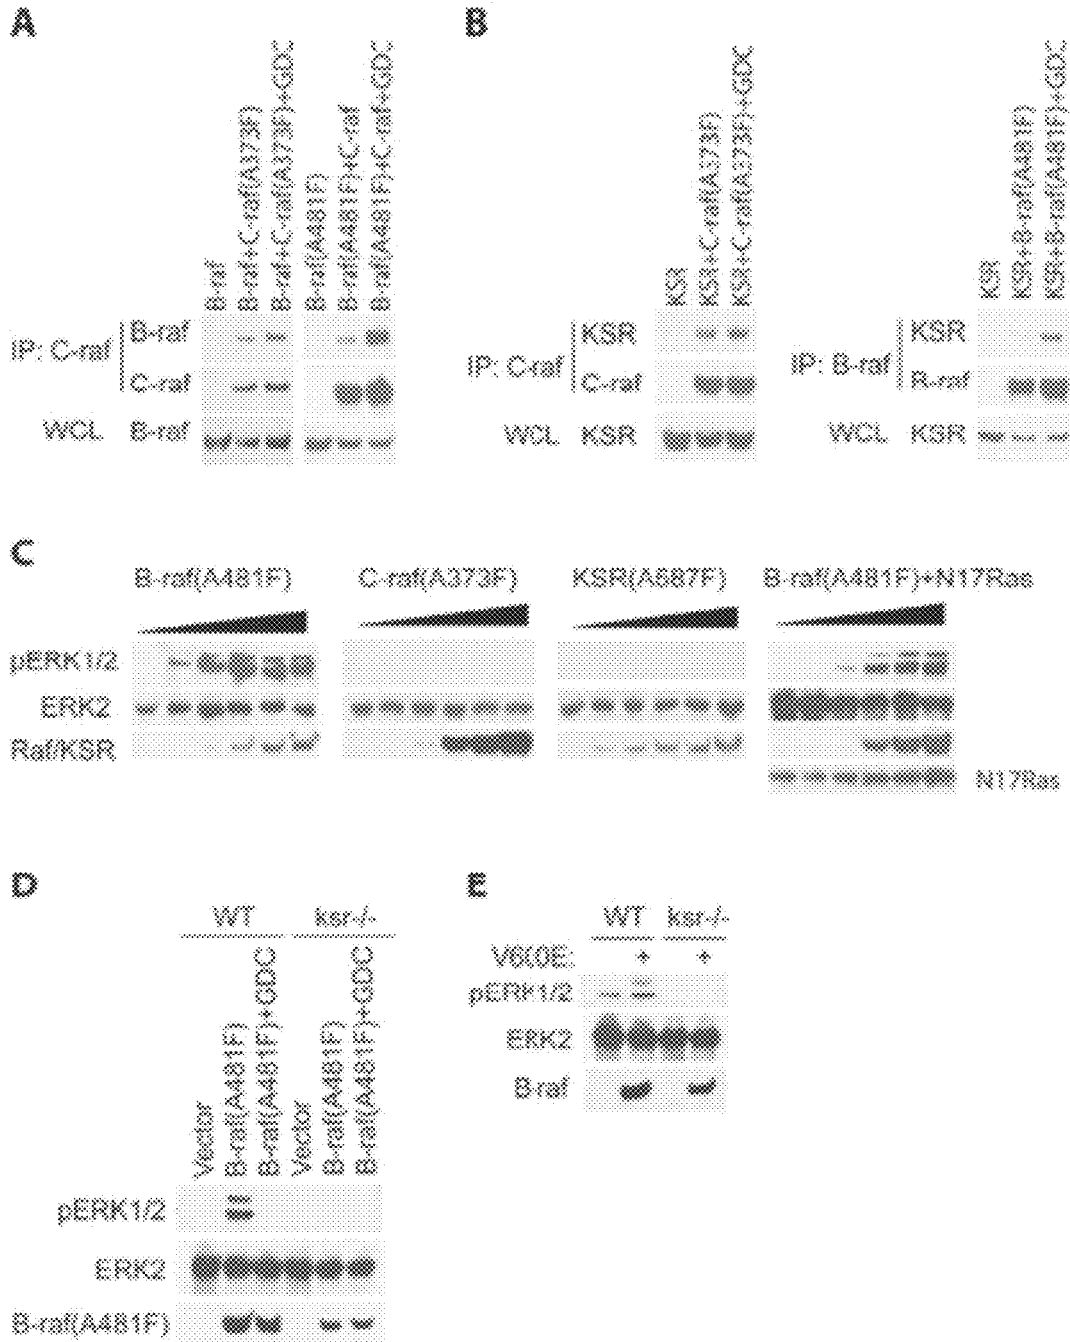 A
B
B-raf
B-raf+C-raf(A373F)
B-raf+C-raf(A373F)+GDC
B-raf(A481F)
B-raf(A481F)+C-raf
B-raf(A481F)+C-raf+GDC
KSR
KSR+C-raf(A373F)
KSR+C-raf(A373F)+GDC
KSR
KSR+B-raf(A481F)
KSR+B-raf(A481F)+GDC
IP: C-raf
B-raf
C-raf
WCL B-raf
IP: C-raf
KSR
C-raf
WCL KSR
IP: B-raf
KSR
B-raf
WCL KSR
C
B-raf(A481F)
C-raf(A373F)
KSR(A587F)
B-raf(A481F)+N17Ras
pERK1/2
ERK2
Raf/KSR
N17Ras
D
WT
ksr-/-
Vector
B-raf(A481F)
B-raf(A481F)+GDC
Vector
B-raf(A481F)
B-raf(A481F)+GDC
pERK1/2
ERK2
B-raf(A481F)
E
WT ksr-/-
V600E: + +
pERK1/2
ERK2
B-raf